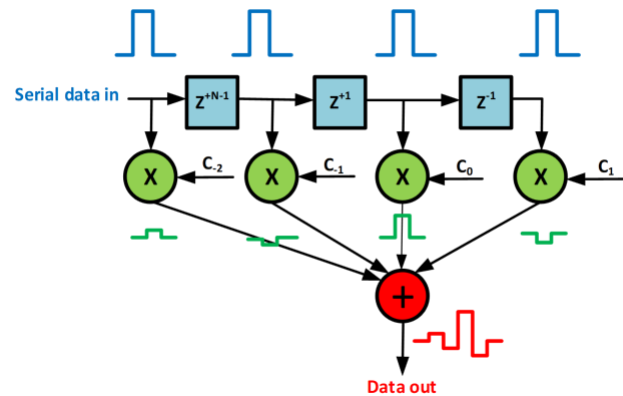 Serial data in
Z+N-1
Z+1
Z-1
X
C-2
X
C-1
X
C0
X
C1
+
Data out